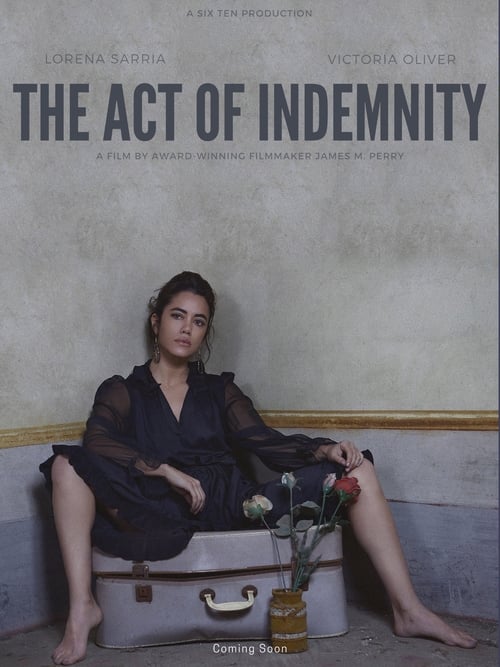 A SIX TEN PRODUCTION
LORENA SARRIA VICTORIA OLIVER
THE ACT OF INDEMNITY
A FILM BY AWARD-WINNING FILMMAKER JAMES M. PERRY
Coming Soon